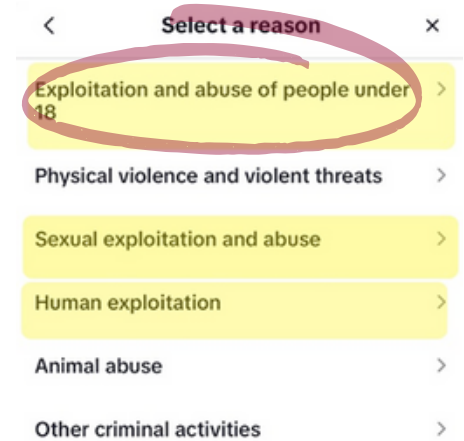 Select a reason
Exploitation and abuse of people under
18
Physical violence and violent threats
Sexual exploitation and abuse
Human exploitation
Animal abuse
Other criminal activities